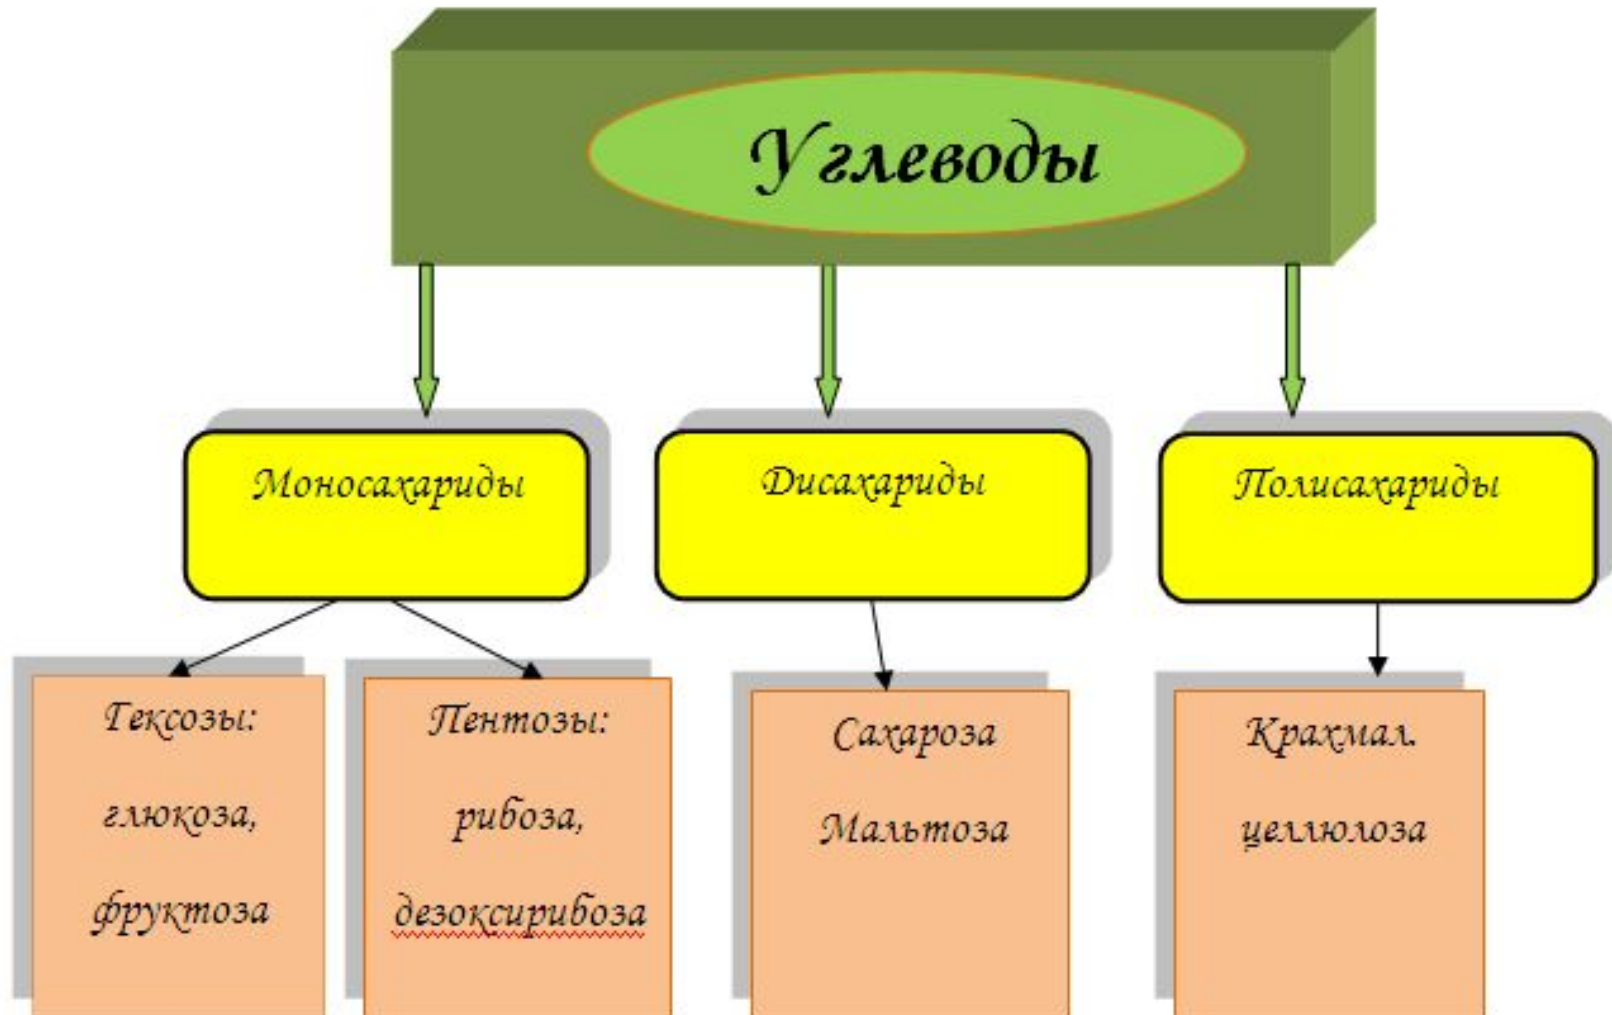 Углеводы
Моносахариды
Дисахариды
Полисахариды
Гексозы:
глюкоза,
фруктоза
Пентозы:
рибоза,
дезоксирибоза
Сахароза
Мальтоза
Крахмал.
целлюлоза